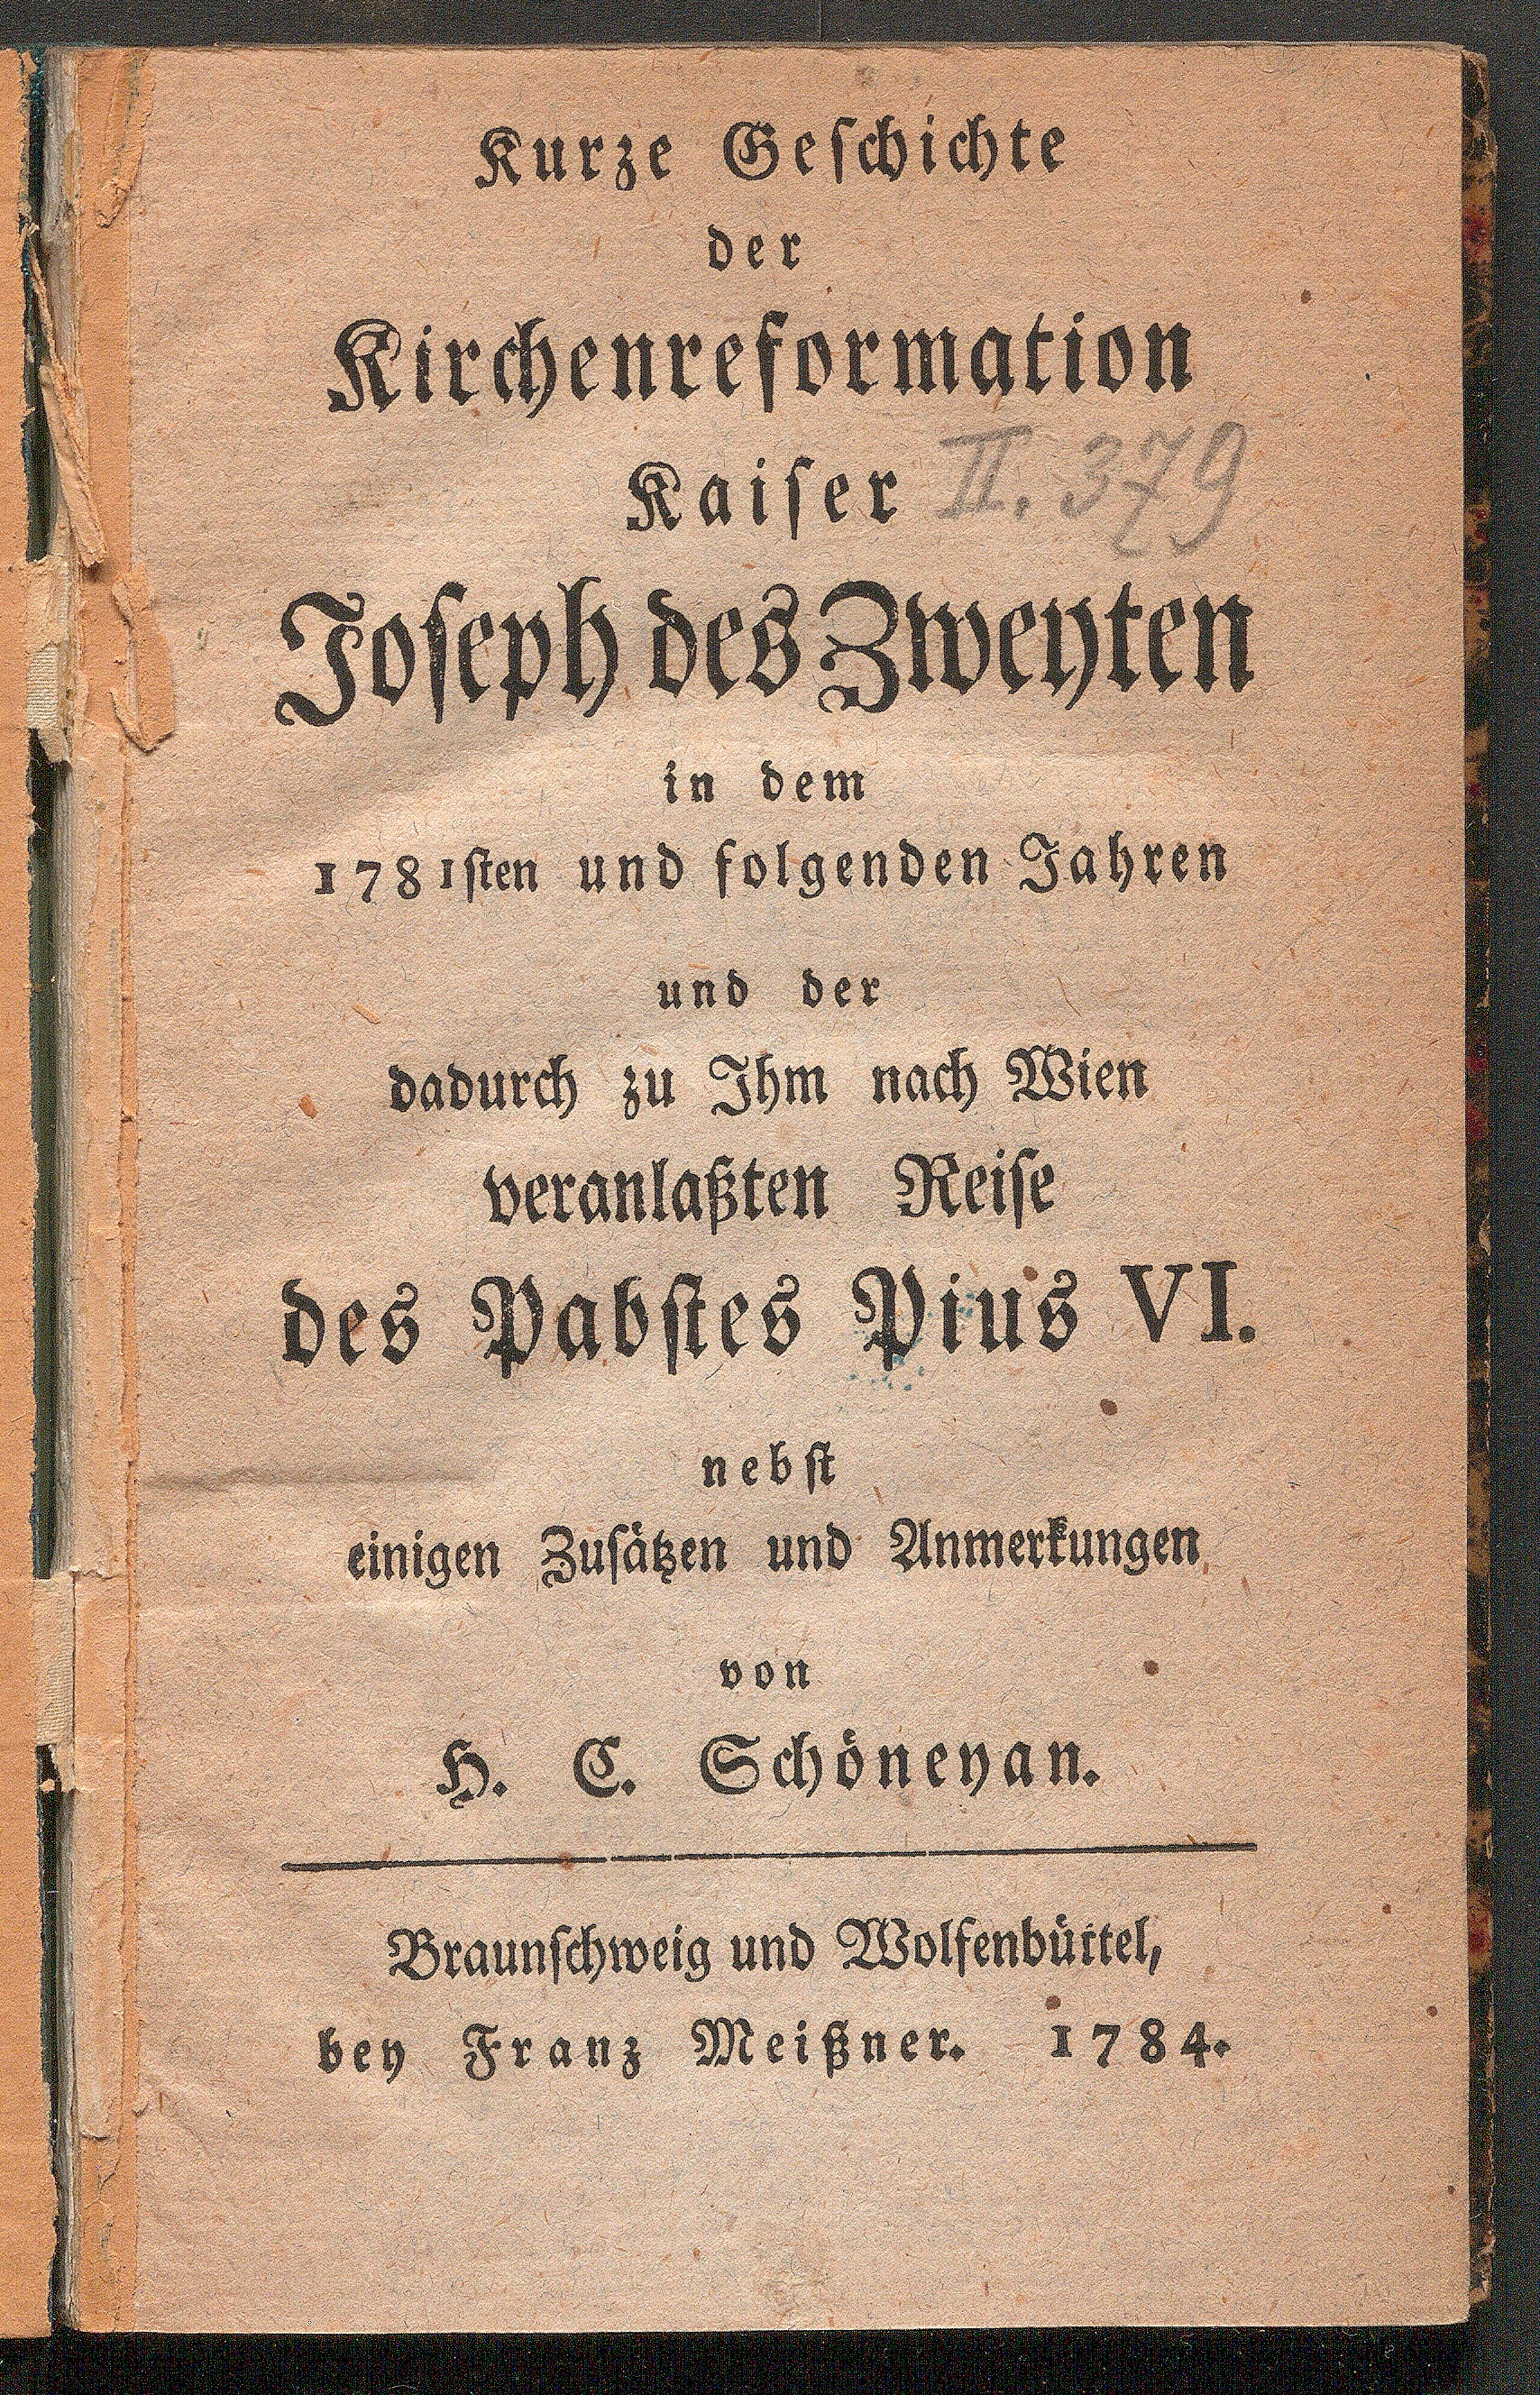 Kurze Geschichte
der
Kirchenreformation
Kaiser II. 379
Joseph des Zweyten
in dem
1781sten und folgenden Jahren
und der
dadurch zu Ihm nach Wien
veranlaßten Reise
des Pabstes Pius VI.
nebst
einigen Zusätzen und Anmerkungen
von
H. C. Schöneyan.
Braunschweig und Wolfenbüttel,
bey Franz Meißner. 1784.